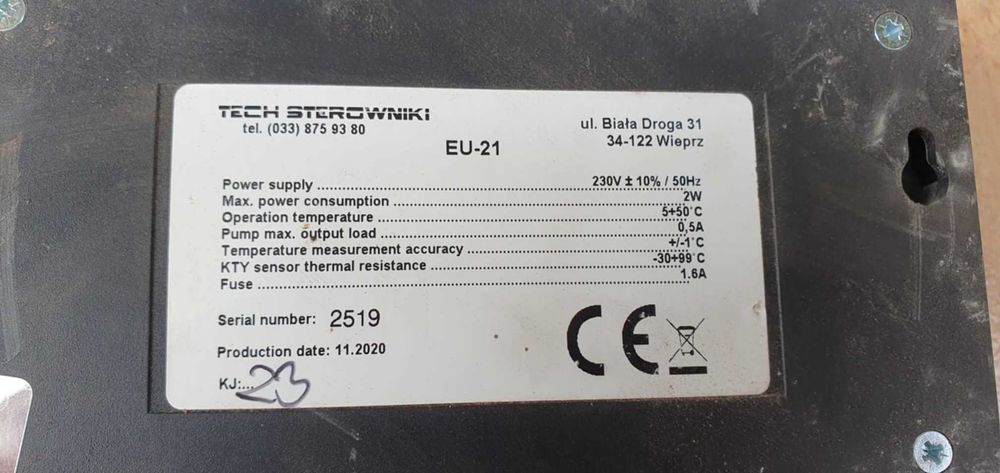 TECH STEROWNIKI
tel. (033) 875 93 80
ul. Biała Droga 31
34-122 Wieprz
EU-21
Power supply ........ 230V ± 10% / 50Hz
Max. power consumption ........ 2W
Operation temperature ........ 5÷50°C
Pump max. output load ........ 0,5A
Temperature measurement accuracy ........ +/-1°C
KTY sensor thermal resistance ........ -30÷99°C
Fuse ........ 1.6A
Serial number: 2519
Production date: 11.2020
KJ:... 23
CE